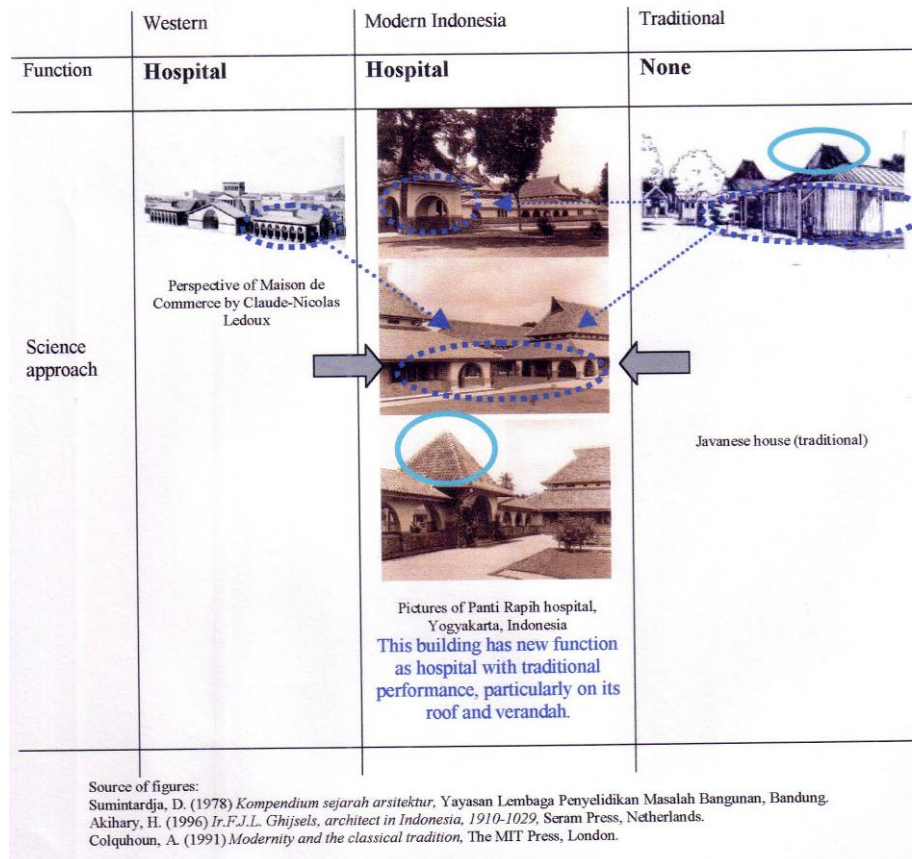 Western
Modern Indonesia
Traditional
Function
Hospital
Hospital
None
Science
approach
Perspective of Maison de
Commerce by Claude-Nicolas
Ledoux
Pictures of Panti Rapih hospital,
Yogyakarta, Indonesia
This building has new function
as hospital with traditional
performance, particularly on its
roof and verandah.
Javanese house (traditional)
Source of figures:
Sumintardja, D. (1978) Kompendium sejarah arsitektur, Yayasan Lembaga Penyelidikan Masalah Bangunan, Bandung.
Akihary, H. (1996) Ir.F.J.L. Ghijsels, architect in Indonesia, 1910-1029, Seram Press, Netherlands.
Colquhoun, A. (1991) Modernity and the classical tradition, The MIT Press, London.